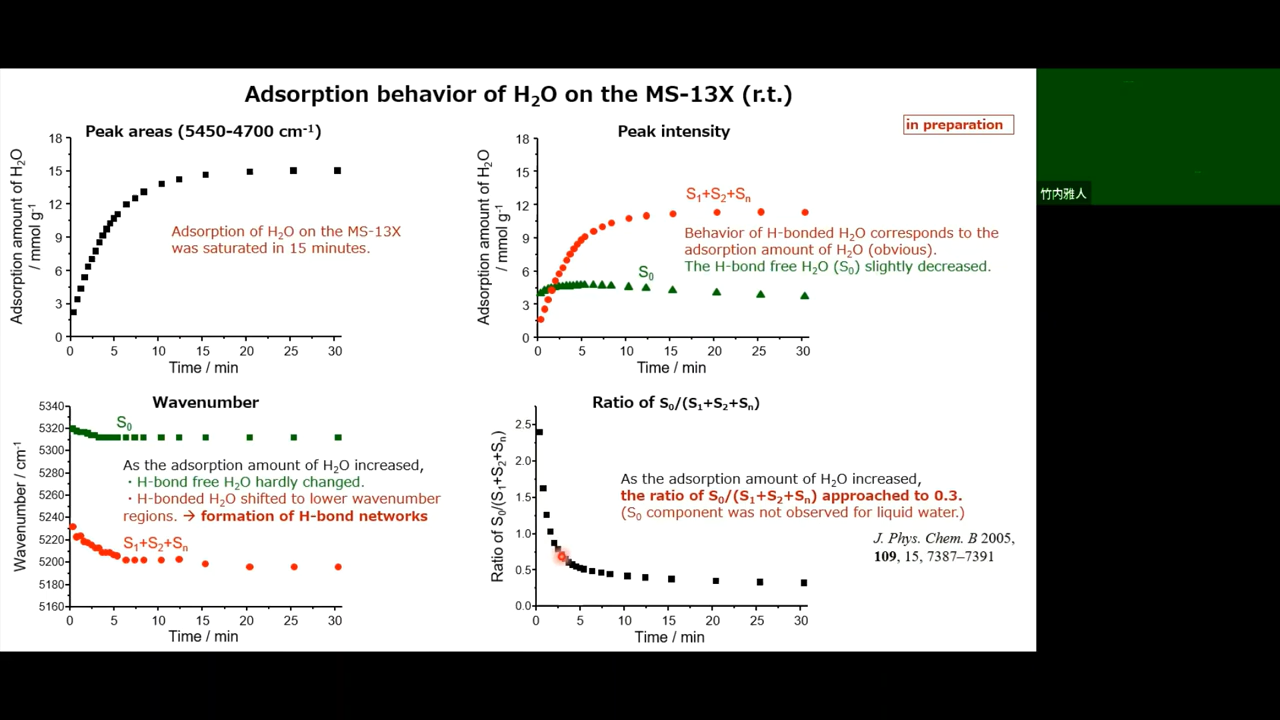 Adsorption behavior of H₂O on the MS-13X (r.t.)
in preparation
竹内雅人
Peak areas (5450-4700 cm⁻¹)
Adsorption amount of H₂O
/ mmol g⁻¹
18
15
12
9
6
3
0
Adsorption of H₂O on the MS-13X
was saturated in 15 minutes.
0 5 10 15 20 25 30
Time / min
Peak intensity
Adsorption amount of H₂O
/ mmol g⁻¹
18
15
12
9
6
3
0
S₁+S₂+Sₙ
Behavior of H-bonded H₂O corresponds to the
adsorption amount of H₂O (obvious).
The H-bond free H₂O (S₀) slightly decreased.
S₀
0 5 10 15 20 25 30
Time / min
Wavenumber
Wavenumber / cm⁻¹
5340
5320
5300
5280
5260
5240
5220
5200
5180
5160
S₀
As the adsorption amount of H₂O increased,
・H-bond free H₂O hardly changed.
・H-bonded H₂O shifted to lower wavenumber
regions. → formation of H-bond networks
S₁+S₂+Sₙ
0 5 10 15 20 25 30
Time / min
Ratio of S₀/(S₁+S₂+Sₙ)
Ratio of S₀/(S₁+S₂+Sₙ)
2.5
2.0
1.5
1.0
0.5
0.0
As the adsorption amount of H₂O increased,
the ratio of S₀/(S₁+S₂+Sₙ) approached to 0.3.
(S₀ component was not observed for liquid water.)
J. Phys. Chem. B 2005,
109, 15, 7387–7391
0 5 10 15 20 25 30
Time / min